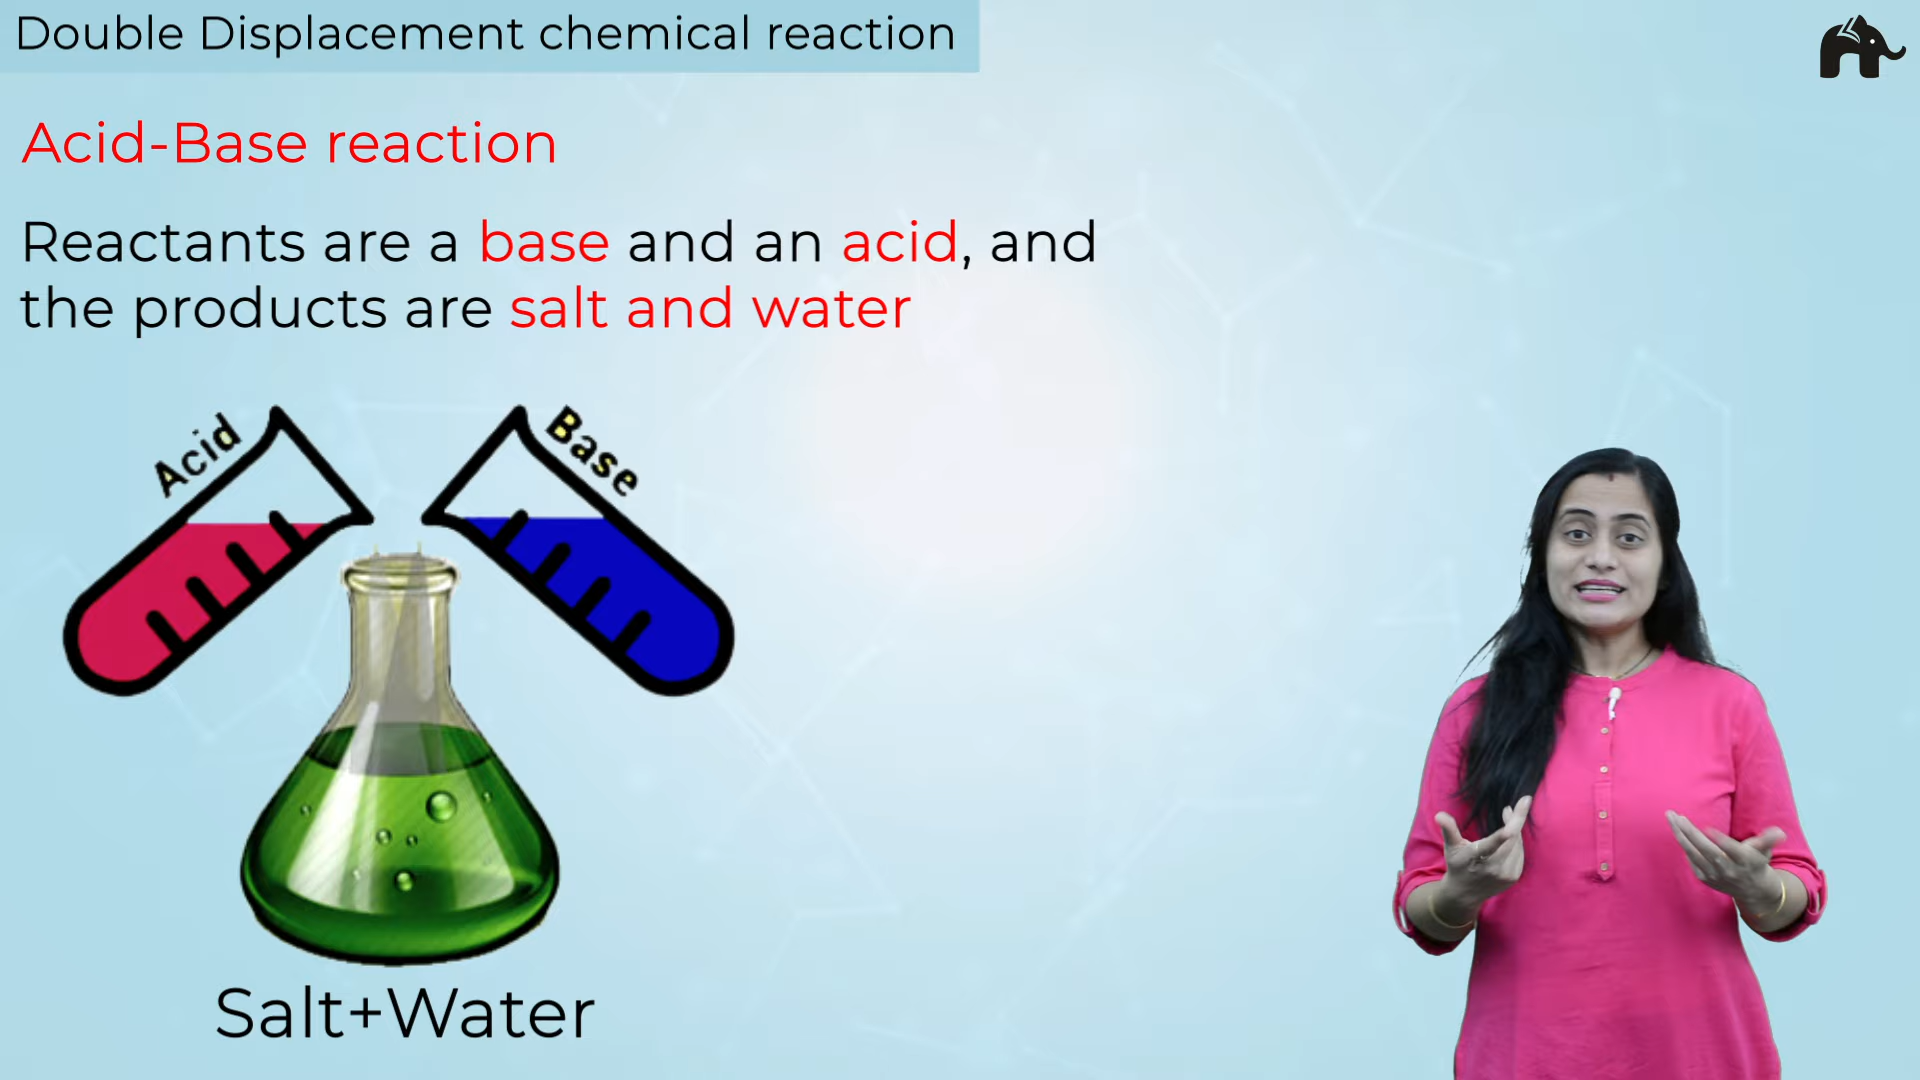 Double Displacement chemical reaction
Acid-Base reaction
Reactants are a base and an acid, and
the products are salt and water
Acid
Base
Salt+Water